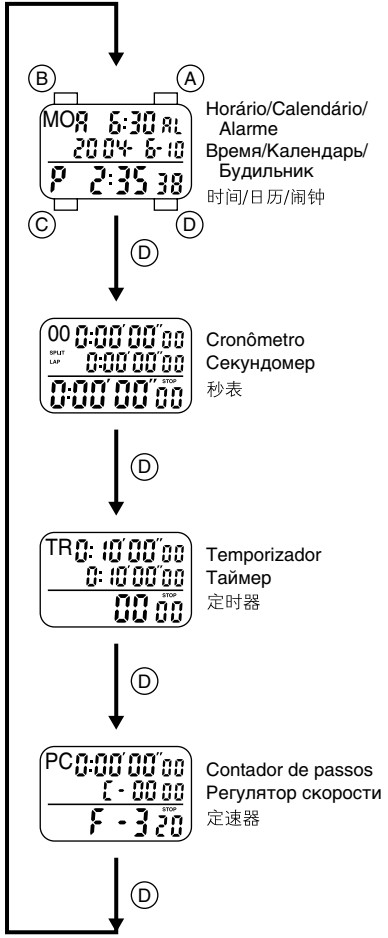 B
A
MO A 6:30 AL
2004- 6-10
P 2:35 38
C
D
Horário/Calendário/
Alarme
Время/Календарь/
Будильник
时间/日历/闹钟
D
00 0:00'00"00
SPLIT
LAP
0:00'00"00
STOP
0:00'00"00
Cronômetro
Секундомер
秒表
D
TR 0:10'00"00
0:10'00"00
STOP
00 00
Temporizador
Таймер
定时器
D
PC 0:00'00"00
C - 00 00
STOP
F - 3 20
Contador de passos
Регулятор скорости
定速器
D